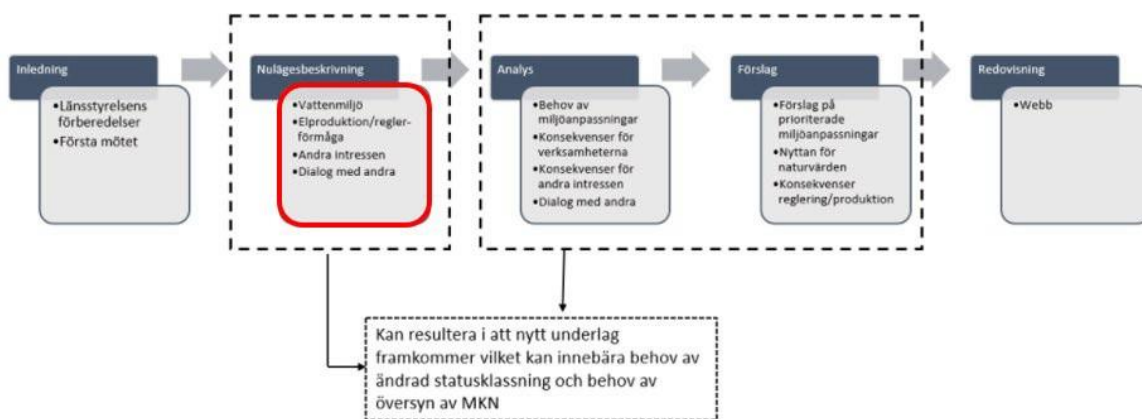 Inledning
•Länsstyrelsens
förberedelser
•Första mötet
Nulägesbeskrivning
•Vattenmiljö
•Elproduktion/regler-
förmåga
•Andra intressen
•Dialog med andra
Analys
•Behov av
miljöanpassningar
•Konsekvenser för
verksamheterna
•Konsekvenser för
andra intressen
•Dialog med andra
Förslag
•Förslag på
prioriterade
miljöanpassningar
•Nyttan för
naturvärden
•Konsekvenser
reglering/produktion
Redovisning
•Webb
Kan resultera i att nytt underlag
framkommer vilket kan innebära behov av
ändrad statusklassning och behov av
översyn av MKN